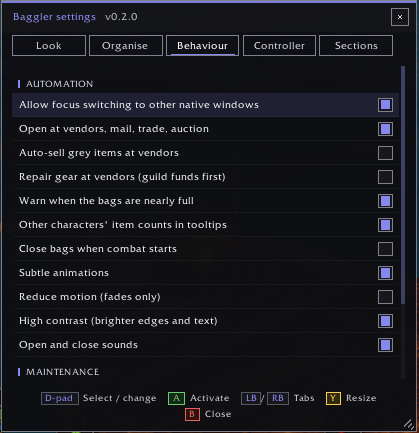 Baggler settings v0.2.0 ×
Look Organise Behaviour Controller Sections
AUTOMATION
Allow focus switching to other native windows
Open at vendors, mail, trade, auction
Auto-sell grey items at vendors
Repair gear at vendors (guild funds first)
Warn when the bags are nearly full
Other characters' item counts in tooltips
Close bags when combat starts
Subtle animations
Reduce motion (fades only)
High contrast (brighter edges and text)
Open and close sounds
MAINTENANCE
D-pad Select / change A Activate LB / RB Tabs Y Resize
B Close